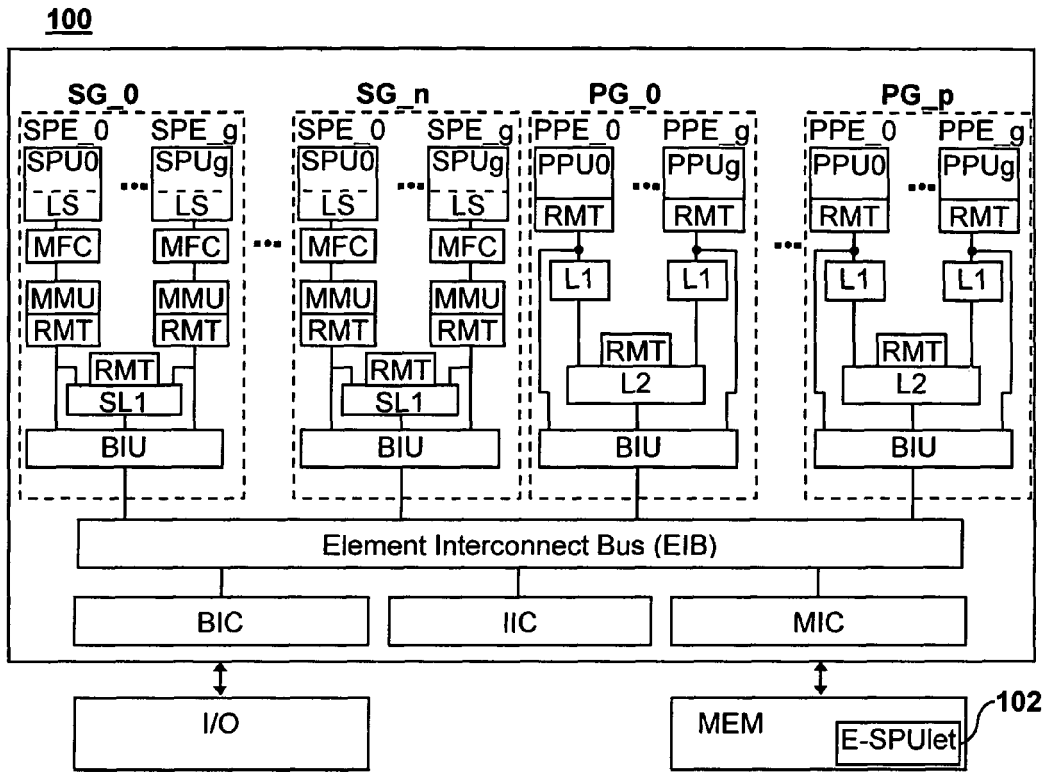 100
SG_0 SG_n PG_0 PG_p
SPE_0 SPE_g SPE_0 SPE_g PPE_0 PPE_g PPE_0 PPE_g
SPU0 SPUg SPU0 SPUg PPU0 PPUg PPU0 PPUg
LS LS LS LS RMT RMT RMT RMT
MFC MFC MFC MFC
L1 L1 L1 L1
MMU MMU MMU MMU
RMT RMT RMT RMT
RMT RMT RMT RMT
SL1 SL1 L2 L2
BIU BIU BIU BIU
Element Interconnect Bus (EIB)
BIC IIC MIC
I/O MEM 102
E-SPUlet